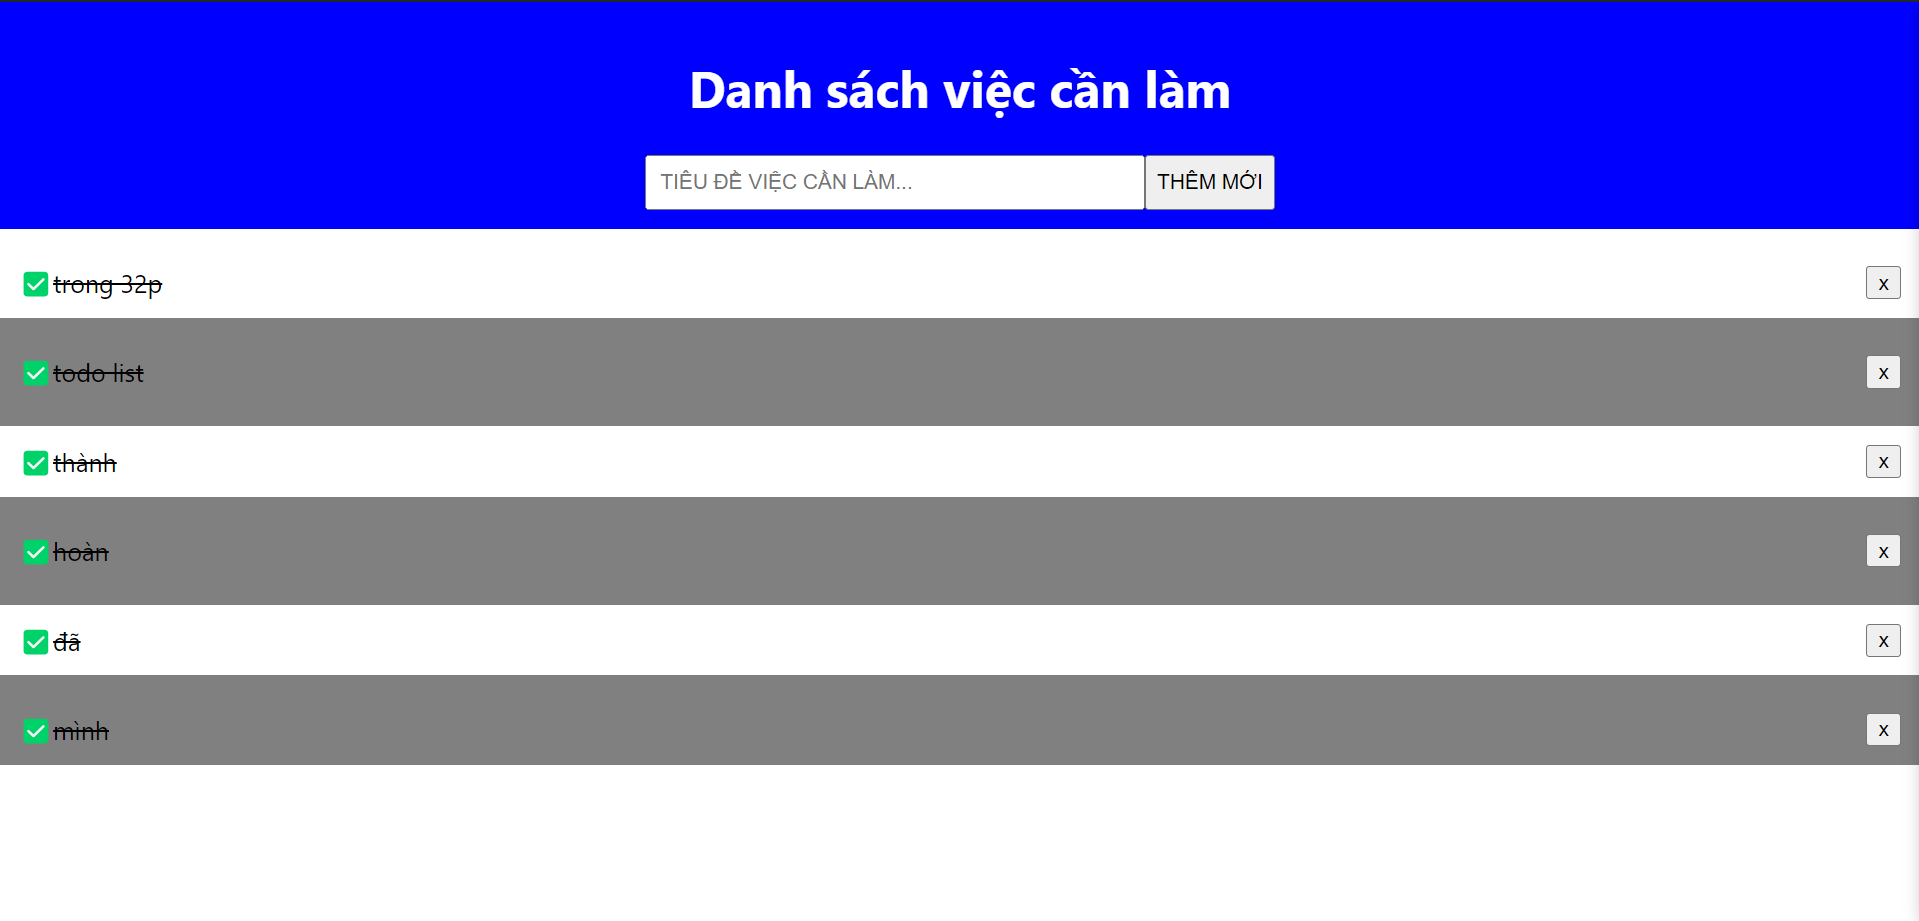 Danh sách việc cần làm
TIÊU ĐỀ VIỆC CẦN LÀM... THÊM MỚI
trong 32p x
todo list x
thành x
hoàn x
đã x
mình x